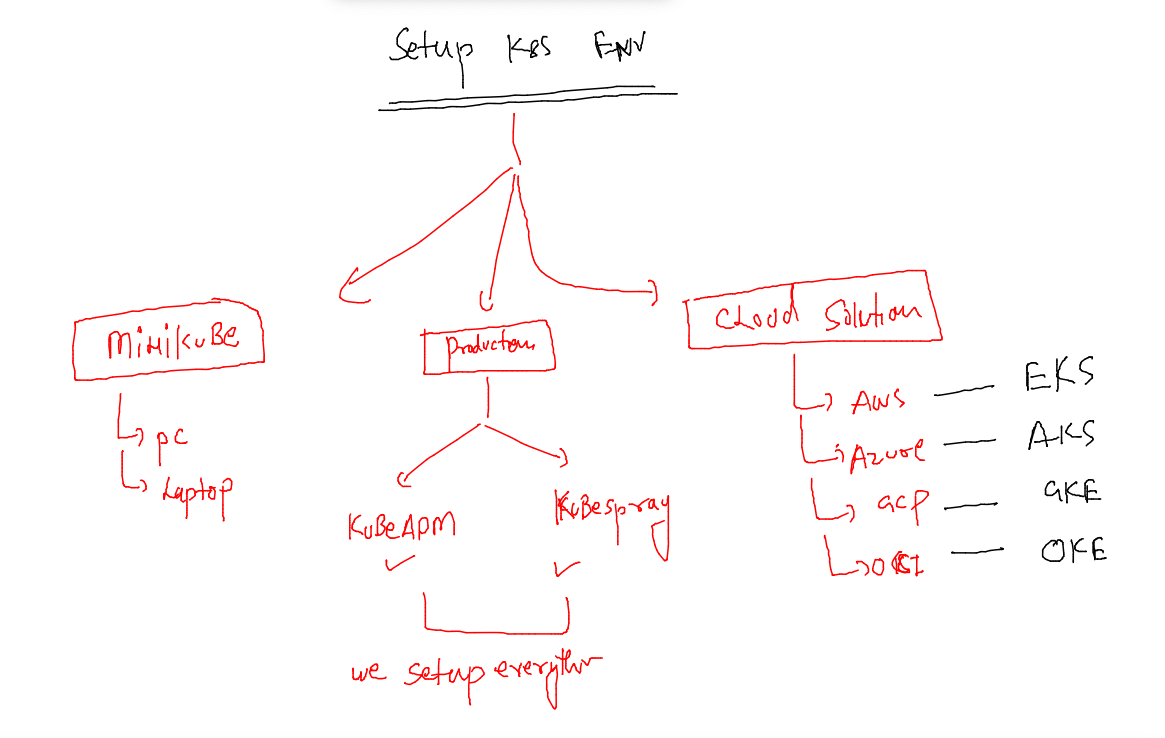 Setup K8S ENV
MiNikuBe
Production
CLoud Solution
pc
Laptop
AWS — EKS
Azure — AKS
GCP — GKE
OCI — OKE
KuBeADM
KuBespray
we setup everythin